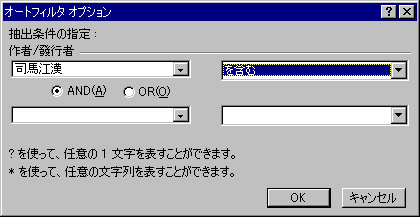 オートフィルタ オプション
抽出条件の指定:
作者/發行者
司馬江漢 を含む
AND(A) OR(O)
? を使って、任意の 1 文字を表すことができます。
* を使って、任意の文字列を表すことができます。
OK キャンセル